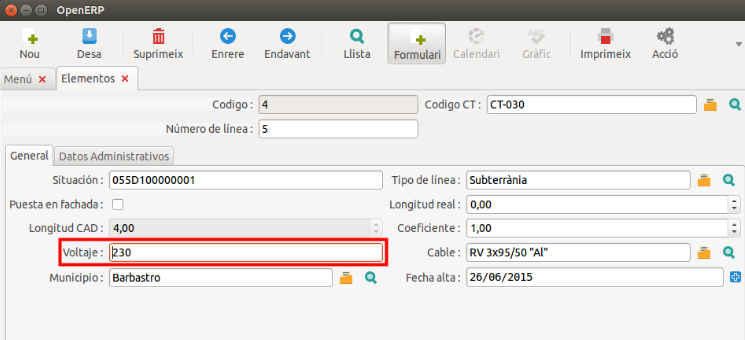 OpenERP
Nou Desa Suprimeix Enrere Endavant Llista Formulari Calendari ABC Gràfic Imprimeix Acció
Menú Elementos
Codigo : 4 Codigo CT : CT-030
Número de línea : 5
General Datos Administrativos
Situación : 055D100000001 Tipo de línea : Subterrània
Puesta en fachada : Longitud real : 0,00
Longitud CAD : 4,00 Coeficiente : 1,00
Voltaje : 230 Cable : RV 3x95/50 "Al"
Municipio : Barbastro Fecha alta : 26/06/2015